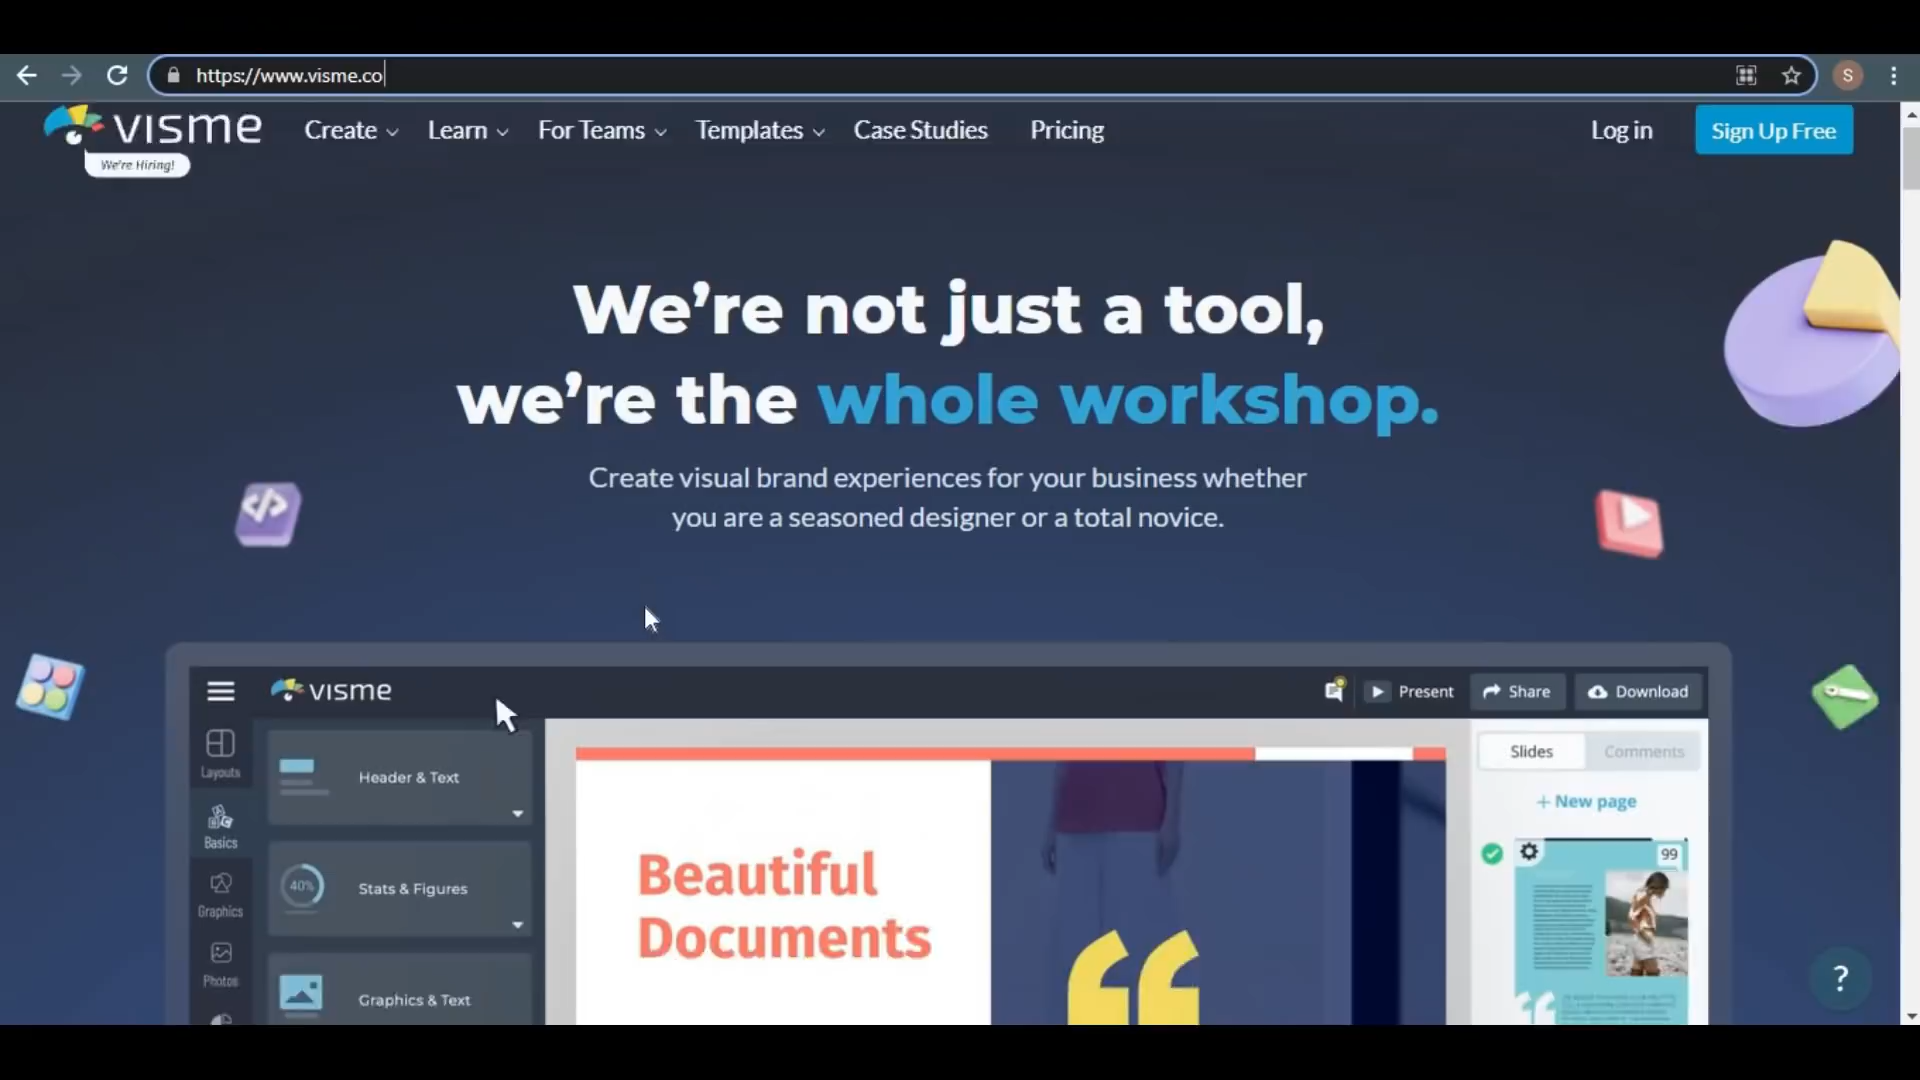 https://www.visme.co
S
visme
We're Hiring!
Create
Learn
For Teams
Templates
Case Studies
Pricing
Log in
Sign Up Free
We're not just a tool,
we're the whole workshop.
Create visual brand experiences for your business whether
you are a seasoned designer or a total novice.
visme
Present
Share
Download
Layouts
Basics
Graphics
Photos
Header & Text
40%
Stats & Figures
Graphics & Text
Beautiful
Documents
“
Slides
Comments
+ New page
99
?